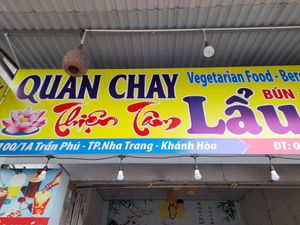 QUÁN CHAY
Vegetarian Food - Ber
Thiện Tâm
BÚN
Lẩu
100/1A Trần Phú - TP.Nha Trang - Khánh Hòa
ĐT: 0